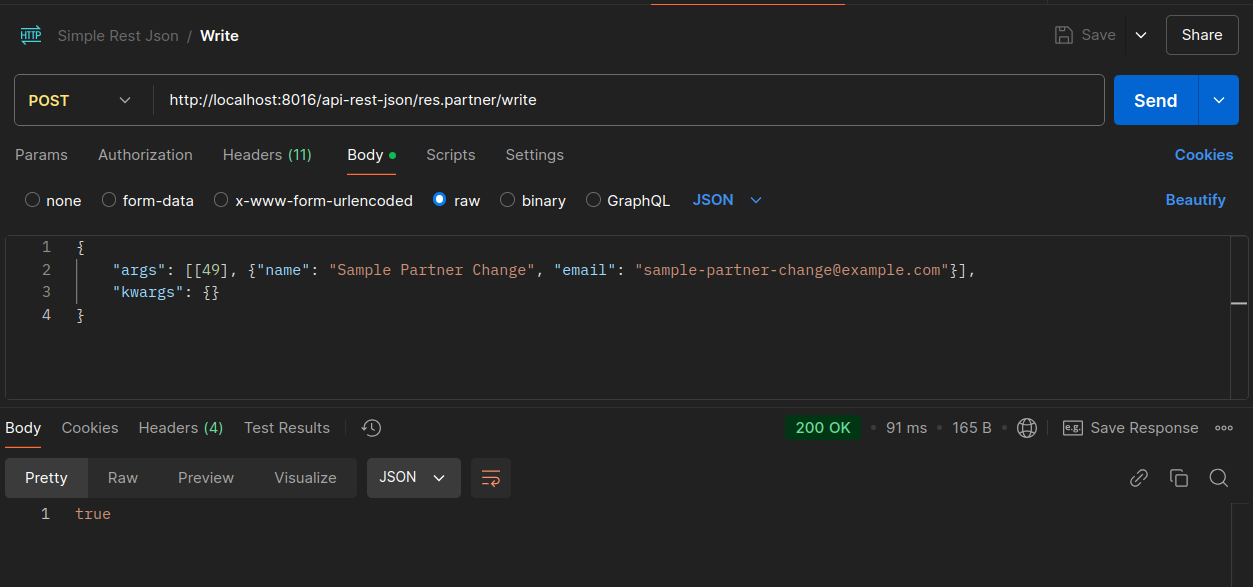 HTTP Simple Rest Json / Write Save Share
POST http://localhost:8016/api-rest-json/res.partner/write Send
Params Authorization Headers (11) Body Scripts Settings Cookies
none form-data x-www-form-urlencoded raw binary GraphQL JSON Beautify
1 {
2 "args": [[49], {"name": "Sample Partner Change", "email": "sample-partner-change@example.com"}],
3 "kwargs": {}
4 }
Body Cookies Headers (4) Test Results 200 OK • 91 ms • 165 B • e.g. Save Response
Pretty Raw Preview Visualize JSON
1 true